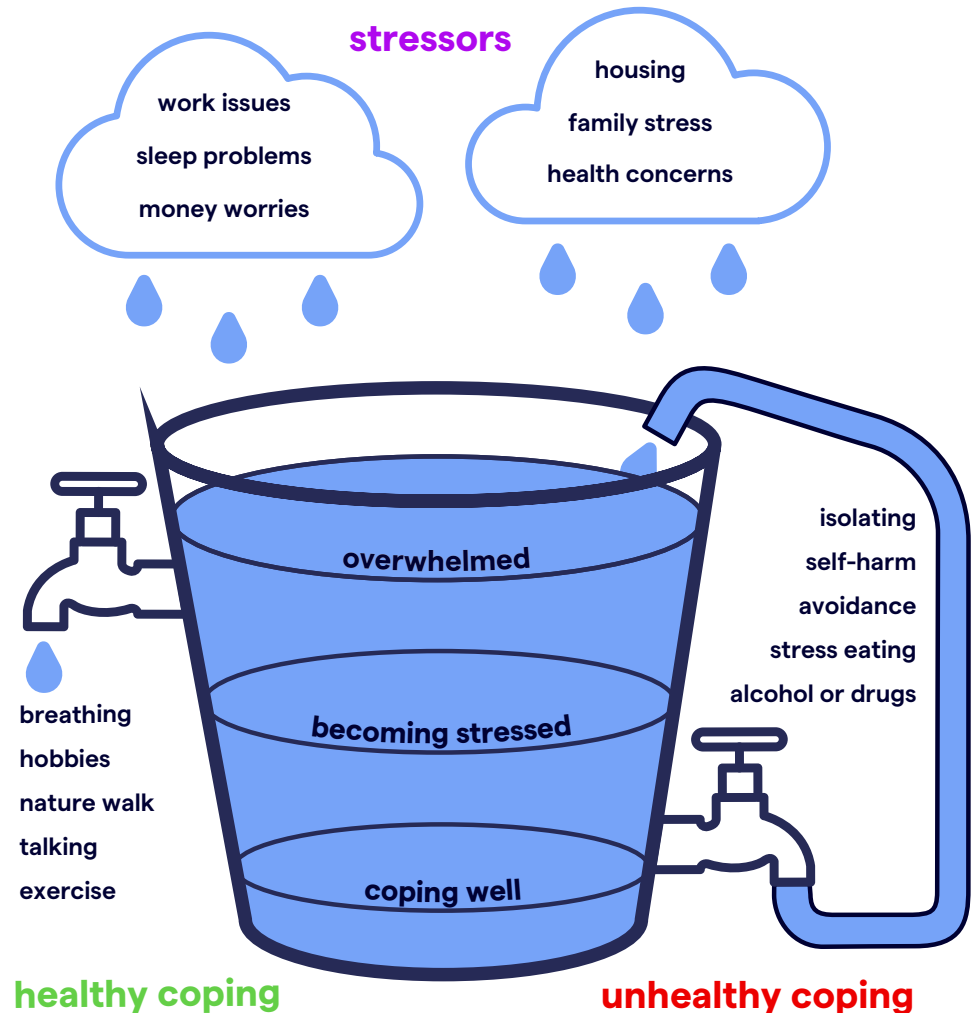 stressors
work issues
sleep problems
money worries
housing
family stress
health concerns
overwhelmed
becoming stressed
coping well
breathing
hobbies
nature walk
talking
exercise
healthy coping
isolating
self-harm
avoidance
stress eating
alcohol or drugs
unhealthy coping